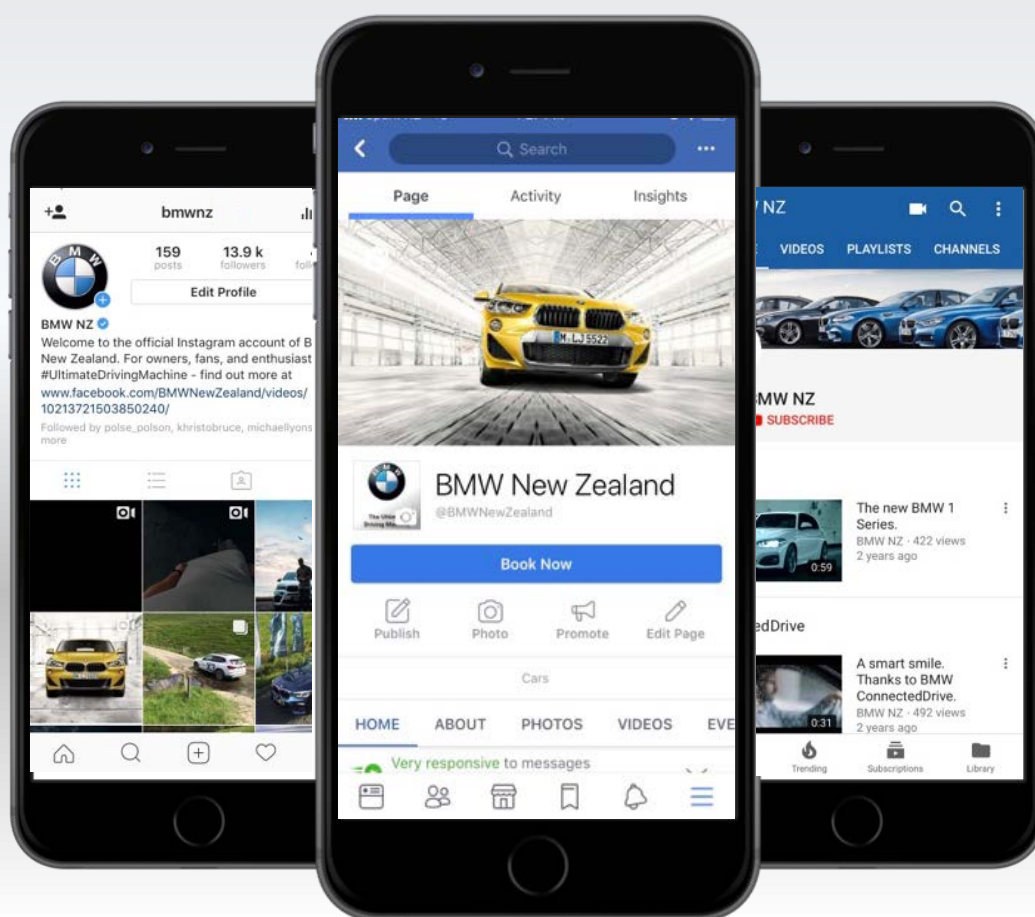 bmwnz
159
posts
13.9 k
followers
Edit Profile
BMW NZ
Welcome to the official Instagram account of B
New Zealand. For owners, fans, and enthusiast
#UltimateDrivingMachine - find out more at
www.facebook.com/BMWNewZealand/videos/
10213721503850240/
Followed by polse_polson, khristobruce, michaellyons
more
Search
Page Activity Insights
M·LJ 5522
BMW New Zealand
@BMWNewZealand
Book Now
Publish Photo Promote Edit Page
Cars
HOME ABOUT PHOTOS VIDEOS EVE
Very responsive to messages
NZ
VIDEOS PLAYLISTS CHANNELS
BMW NZ
SUBSCRIBE
The new BMW 1
Series.
BMW NZ · 422 views
2 years ago
0:59
edDrive
A smart smile.
Thanks to BMW
ConnectedDrive.
BMW NZ · 492 views
2 years ago
0:31
Trending Subscriptions Library